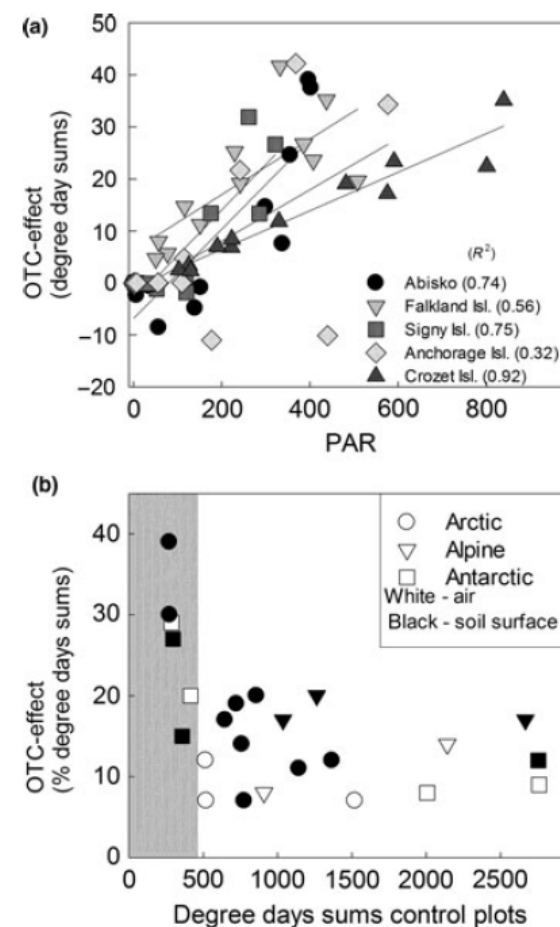 (a)
50
40
30
20
10
0
−10
−20
OTC-effect
(degree day sums)
(R²)
Abisko (0.74)
Falkland Isl. (0.56)
Signy Isl. (0.75)
Anchorage Isl. (0.32)
Crozet Isl. (0.92)
0 200 400 600 800
PAR
(b)
40
30
20
10
0
OTC-effect
(% degree days sums)
Arctic
Alpine
Antarctic
White - air
Black - soil surface
0 500 1000 1500 2000 2500
Degree days sums control plots